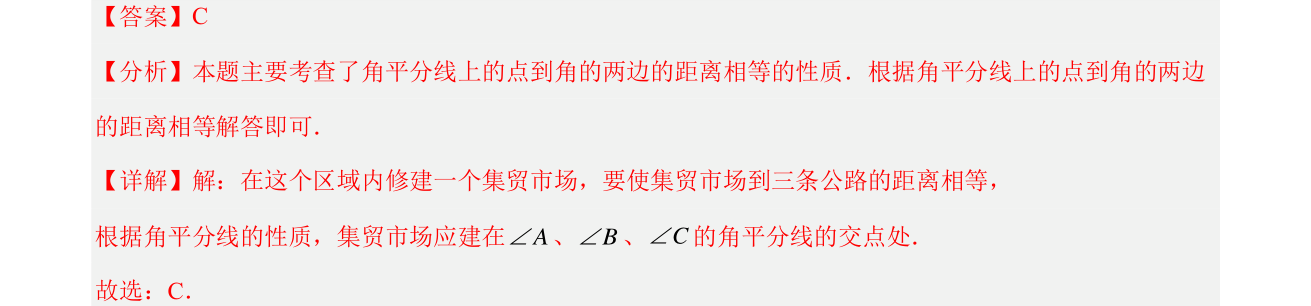 【答案】C
【分析】本题主要考查了角平分线上的点到角的两边的距离相等的性质．根据角平分线上的点到角的两边
的距离相等解答即可．
【详解】解：在这个区域内修建一个集贸市场，要使集贸市场到三条公路的距离相等，
根据角平分线的性质，集贸市场应建在∠A、∠B、∠C的角平分线的交点处．
故选：C．